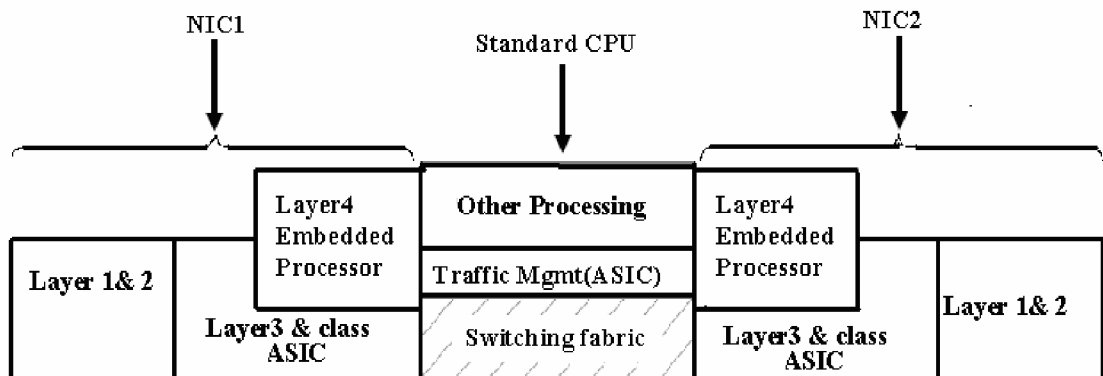 NIC1
Standard CPU
NIC2
Layer4
Embedded
Processor
Other Processing
Layer4
Embedded
Processor
Layer 1& 2
Traffic Mgmt(ASIC)
Layer 1& 2
Layer3 & class
ASIC
Switching fabric
Layer3 & class
ASIC